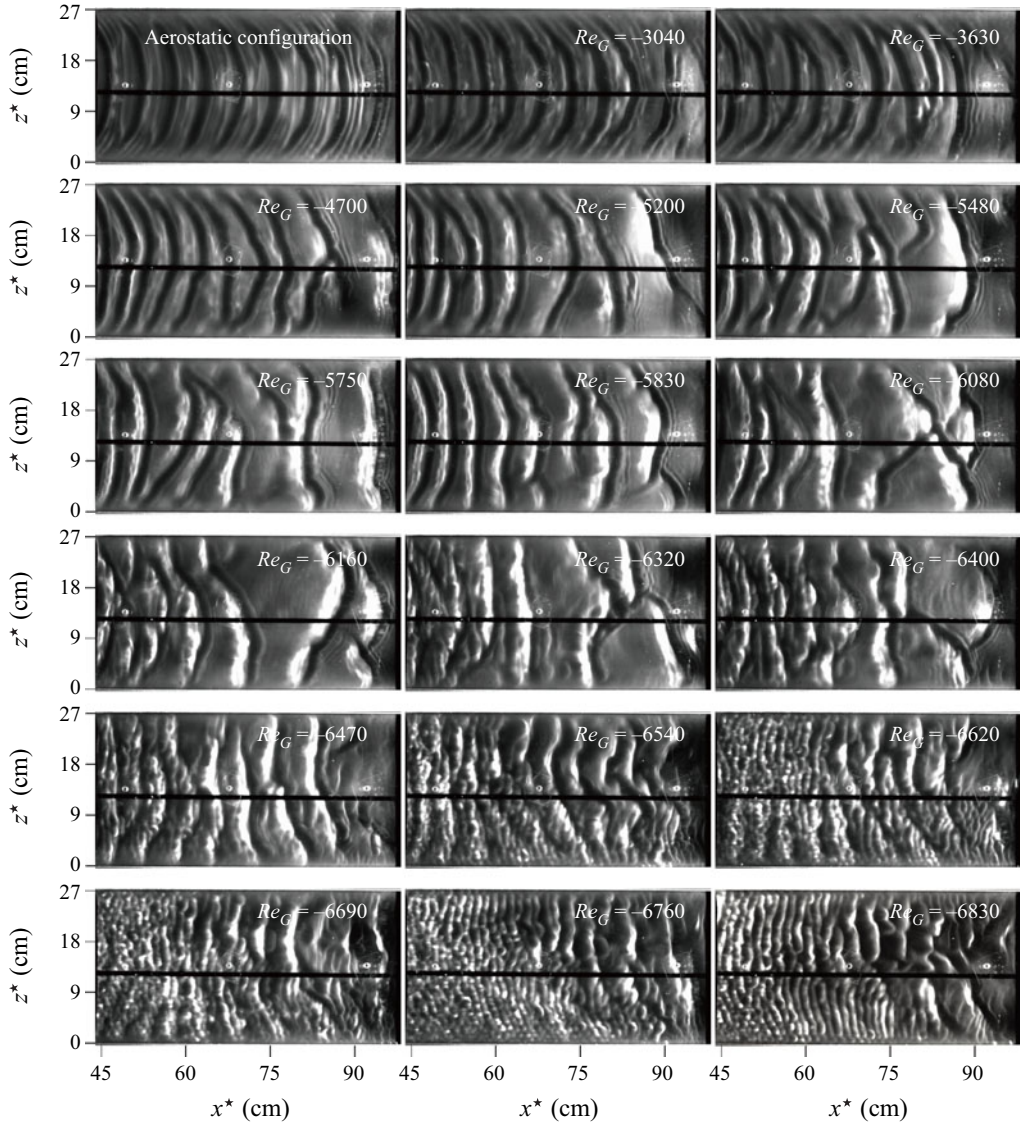 27
18
9
0
z* (cm)
Aerostatic configuration
Re_G = –3040
Re_G = –3630
27
18
9
0
z* (cm)
Re_G = –4700
Re_G = –5200
Re_G = –5480
27
18
9
0
z* (cm)
Re_G = –5750
Re_G = –5830
Re_G = –6080
27
18
9
0
z* (cm)
Re_G = –6160
Re_G = –6320
Re_G = –6400
27
18
9
0
z* (cm)
Re_G = –6470
Re_G = –6540
Re_G = –6620
27
18
9
0
z* (cm)
Re_G = –6690
Re_G = –6760
Re_G = –6830
45 60 75 90 45 60 75 90 45 60 75 90
x* (cm) x* (cm) x* (cm)